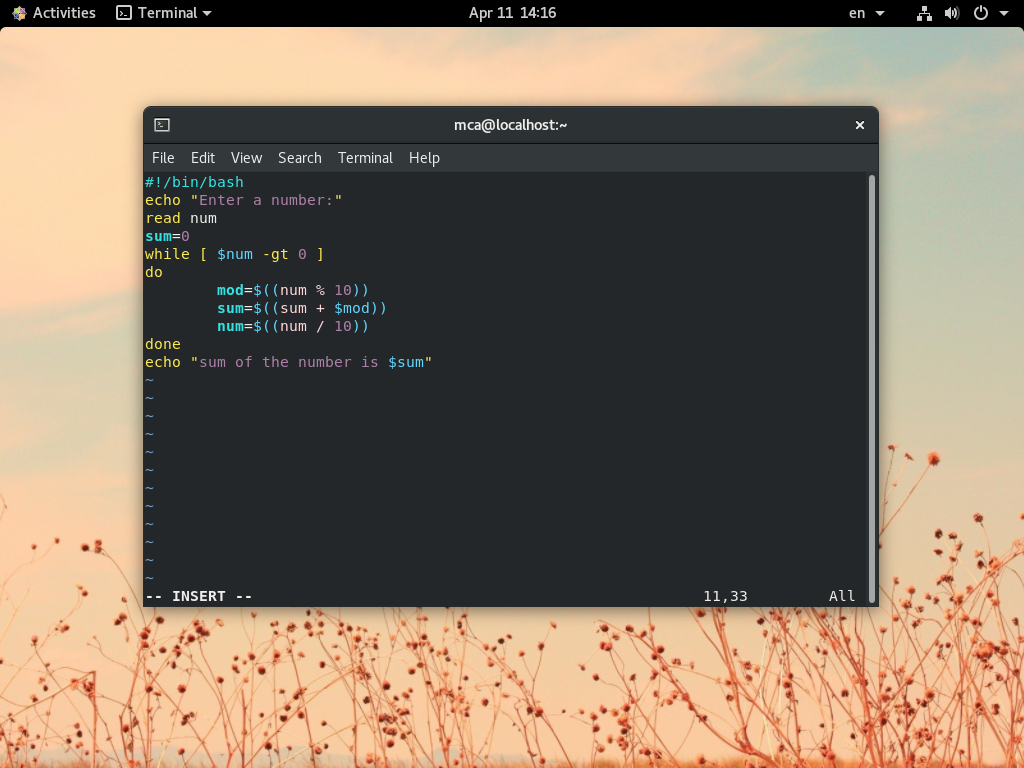 Activities Terminal Apr 11 14:16 en
mca@localhost:~
File Edit View Search Terminal Help
#!/bin/bash
echo "Enter a number:"
read num
sum=0
while [ $num -gt 0 ]
do
        mod=$((num % 10))
        sum=$((sum + $mod))
        num=$((num / 10))
done
echo "sum of the number is $sum"
~
~
~
~
~
~
~
~
~
~
~
~
-- INSERT -- 11,33 All